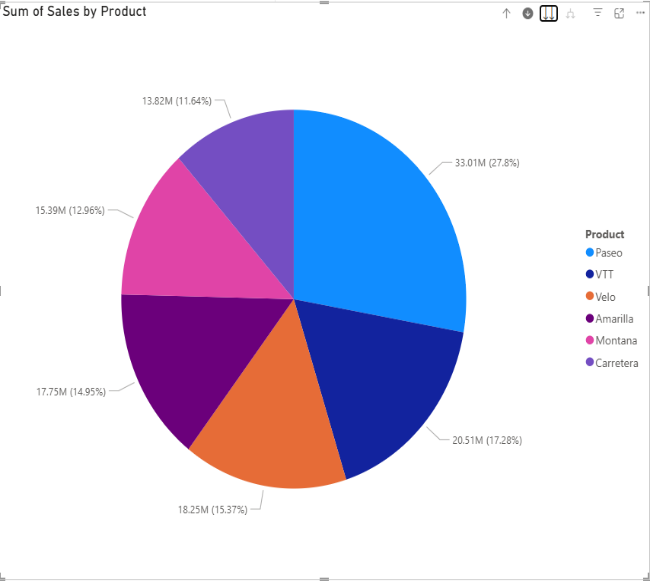 Sum of Sales by Product
13.82M (11.64%)
33.01M (27.8%)
15.39M (12.96%)
17.75M (14.95%)
20.51M (17.28%)
18.25M (15.37%)
Product
Paseo
VTT
Velo
Amarilla
Montana
Carretera